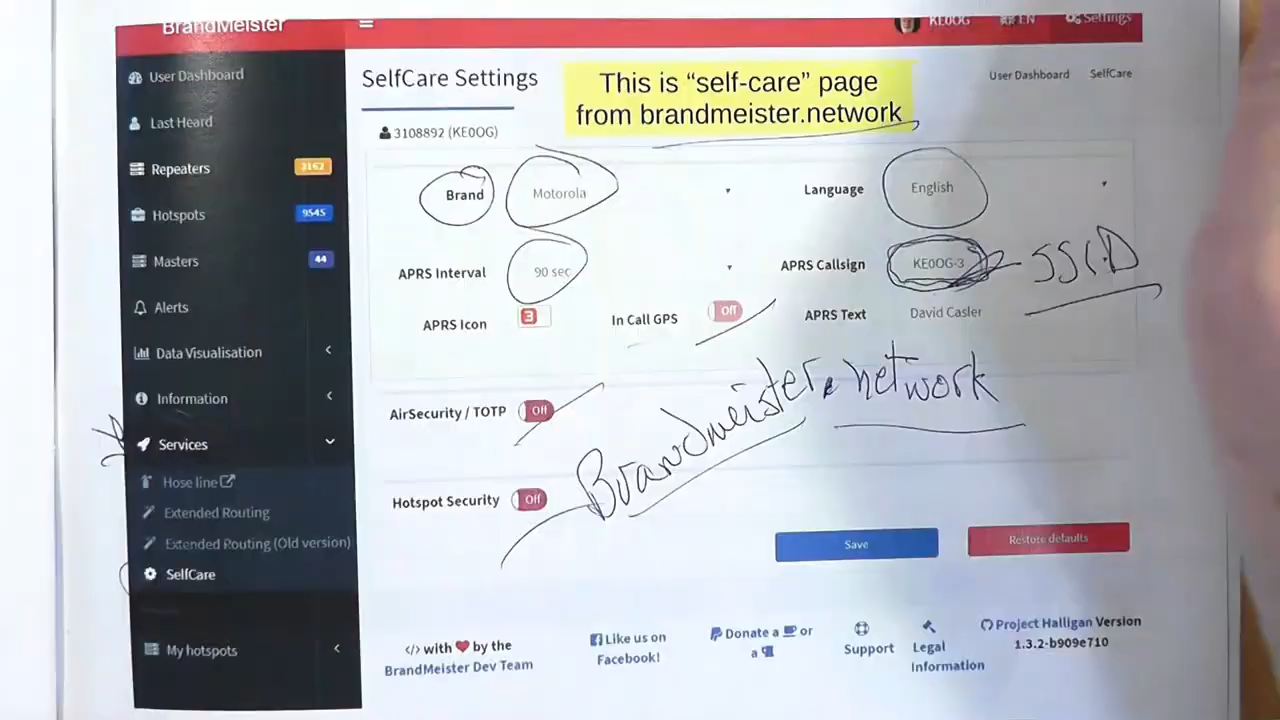 BrandMeister
KE0OG
EN
Settings
User Dashboard
Last Heard
Repeaters
2162
Hotspots
9545
Masters
44
Alerts
Data Visualisation
Information
Services
Hose line
Extended Routing
Extended Routing (Old version)
SelfCare
My hotspots
SelfCare Settings
This is “self-care” page
from brandmeister.network
User Dashboard
SelfCare
3108892 (KE0OG)
Brand
Motorola
Language
English
APRS Interval
90 sec
APRS Callsign
KE0OG-3
APRS Icon
3
In Call GPS
Off
APRS Text
David Casler
Brandmeister.network
AirSecurity / TOTP
Off
Hotspot Security
Off
Save
Restore defaults
</> with by the
BrandMeister Dev Team
Like us on
Facebook!
Donate a or
a
Support
Legal
Information
Project Halligan Version
1.3.2-b909e710